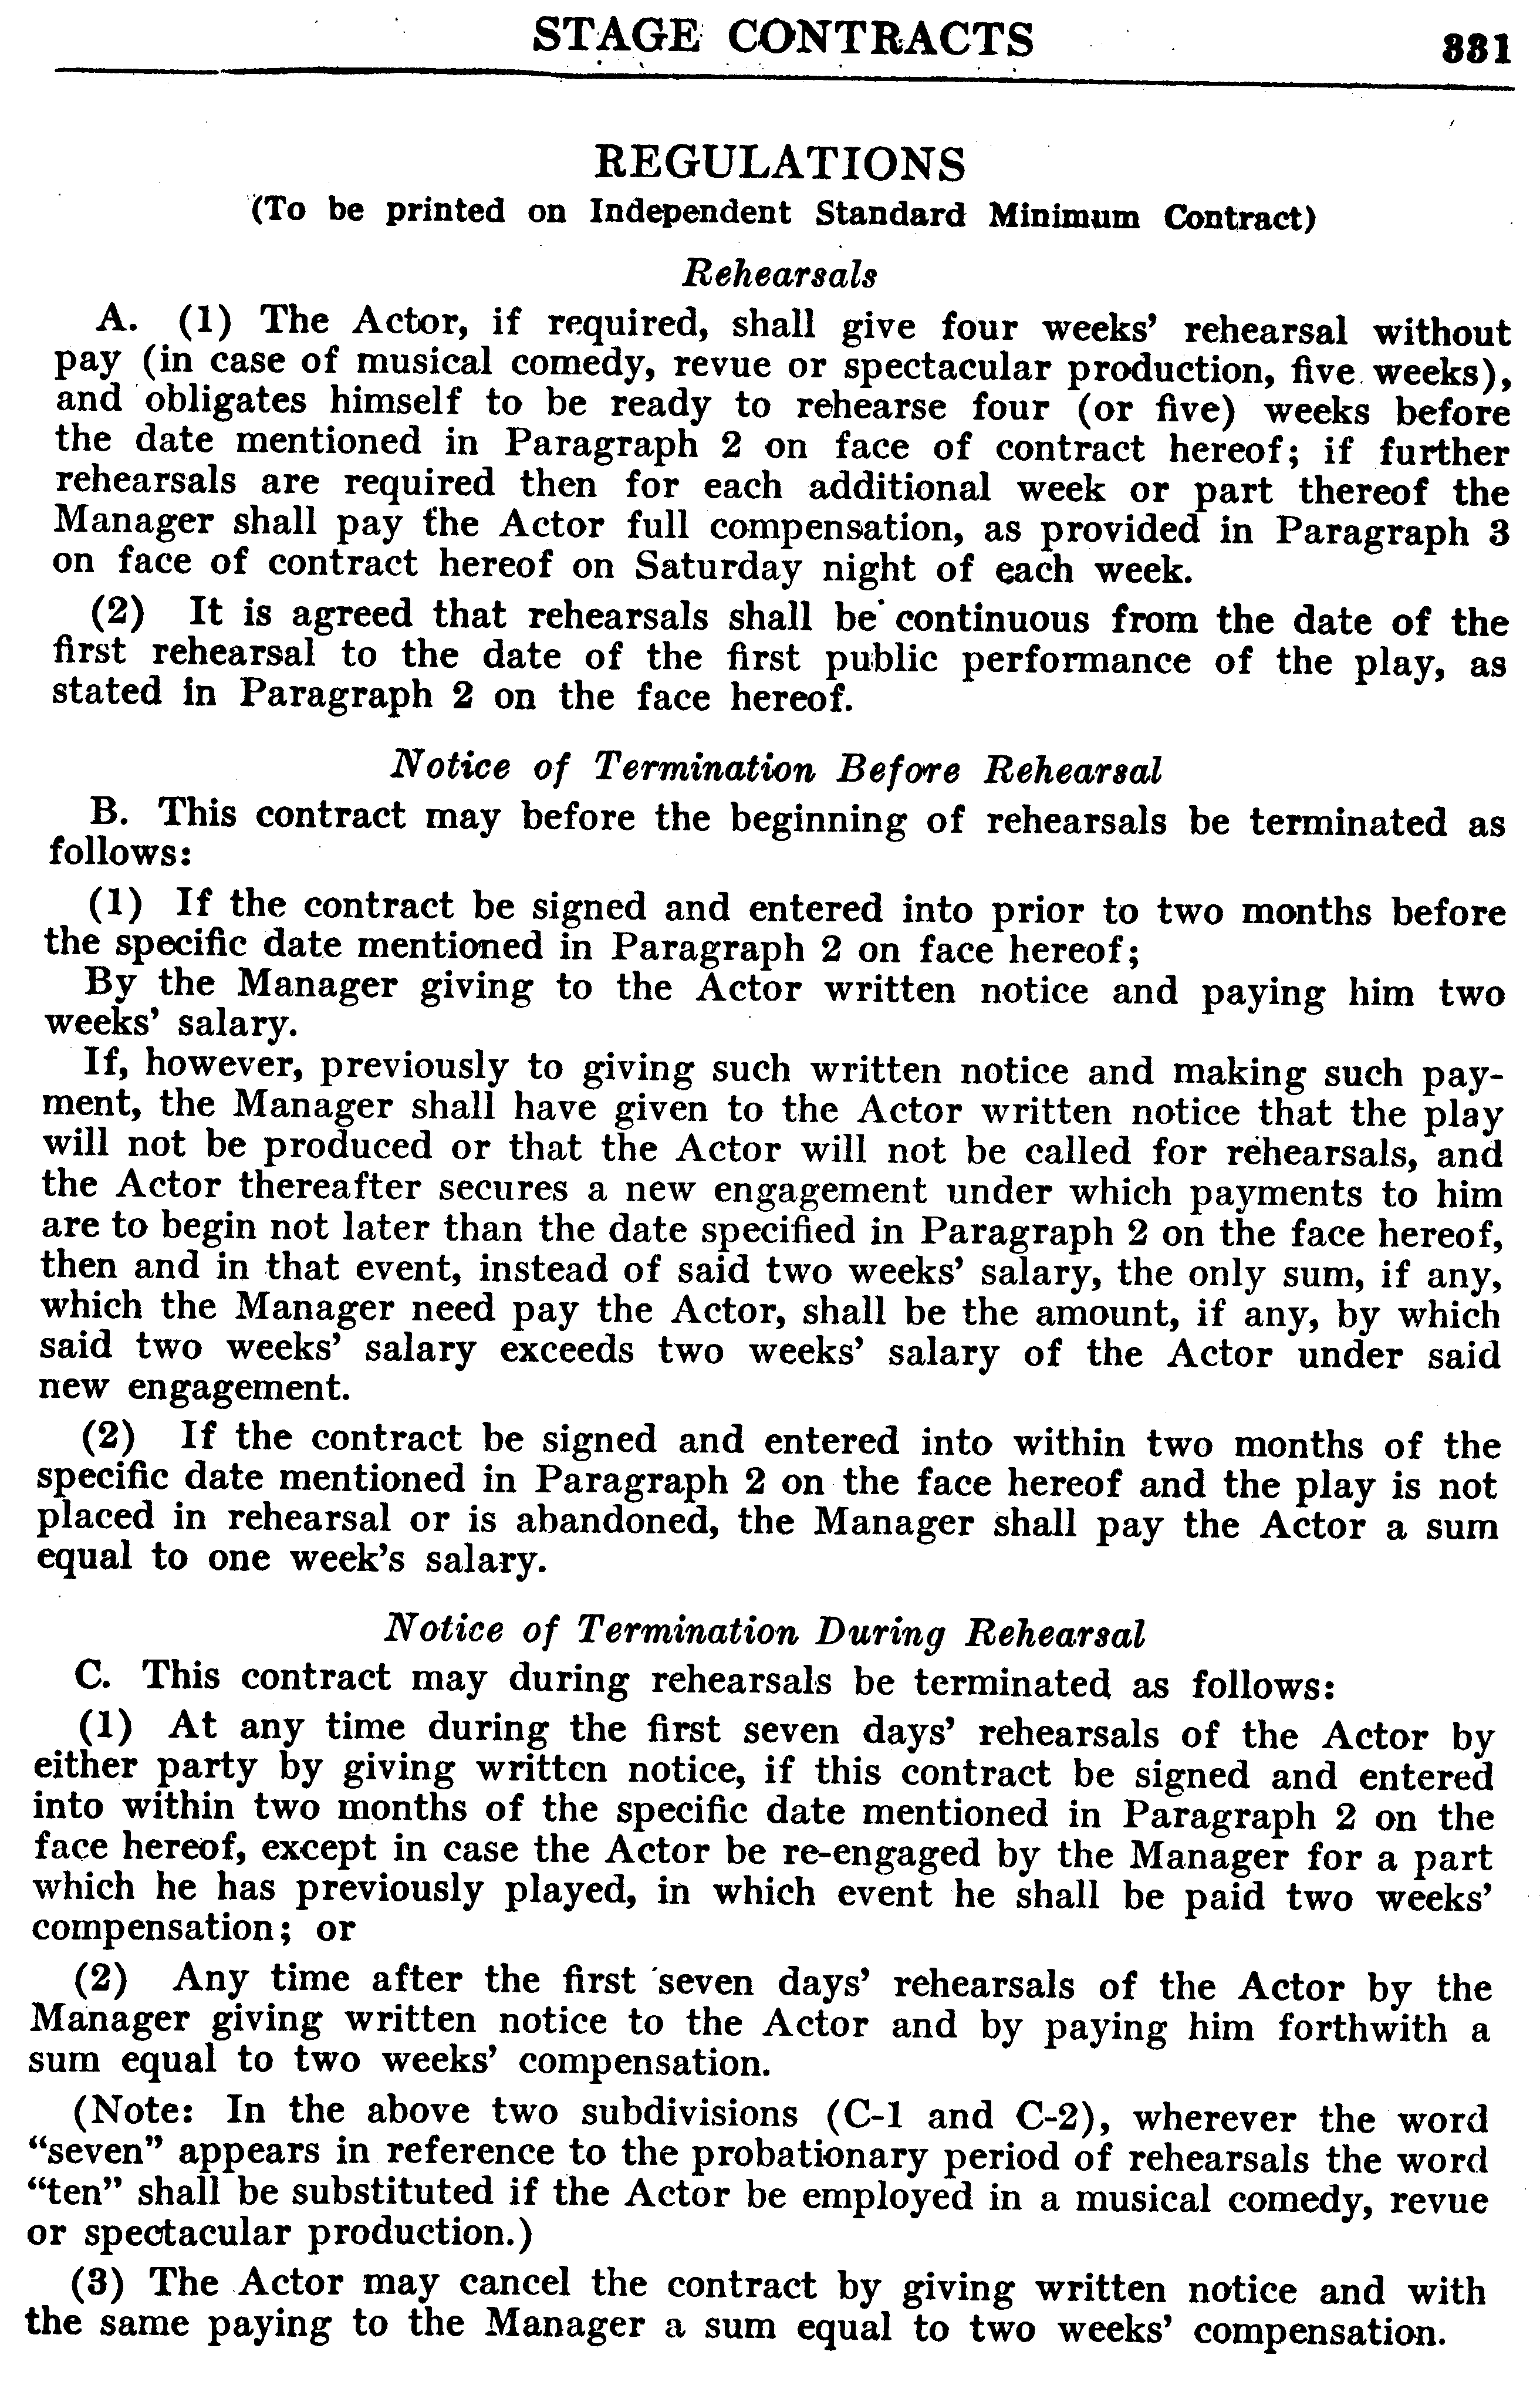 STAGE CONTRACTS 331
REGULATIONS
(To be printed on Independent Standard Minimum Contract)
Rehearsals
A. (1) The Actor, if required, shall give four weeks' rehearsal without
pay (in case of musical comedy, revue or spectacular production, five weeks),
and obligates himself to be ready to rehearse four (or five) weeks before
the date mentioned in Paragraph 2 on face of contract hereof; if further
rehearsals are required then for each additional week or part thereof the
Manager shall pay the Actor full compensation, as provided in Paragraph 3
on face of contract hereof on Saturday night of each week.
(2) It is agreed that rehearsals shall be continuous from the date of the
first rehearsal to the date of the first public performance of the play, as
stated in Paragraph 2 on the face hereof.
Notice of Termination Before Rehearsal
B. This contract may before the beginning of rehearsals be terminated as
follows:
(1) If the contract be signed and entered into prior to two months before
the specific date mentioned in Paragraph 2 on face hereof;
By the Manager giving to the Actor written notice and paying him two
weeks' salary.
If, however, previously to giving such written notice and making such pay-
ment, the Manager shall have given to the Actor written notice that the play
will not be produced or that the Actor will not be called for rehearsals, and
the Actor thereafter secures a new engagement under which payments to him
are to begin not later than the date specified in Paragraph 2 on the face hereof,
then and in that event, instead of said two weeks' salary, the only sum, if any,
which the Manager need pay the Actor, shall be the amount, if any, by which
said two weeks' salary exceeds two weeks' salary of the Actor under said
new engagement.
(2) If the contract be signed and entered into within two months of the
specific date mentioned in Paragraph 2 on the face hereof and the play is not
placed in rehearsal or is abandoned, the Manager shall pay the Actor a sum
equal to one week's salary.
Notice of Termination During Rehearsal
C. This contract may during rehearsals be terminated as follows:
(1) At any time during the first seven days' rehearsals of the Actor by
either party by giving written notice, if this contract be signed and entered
into within two months of the specific date mentioned in Paragraph 2 on the
face hereof, except in case the Actor be re-engaged by the Manager for a part
which he has previously played, in which event he shall be paid two weeks'
compensation; or
(2) Any time after the first seven days' rehearsals of the Actor by the
Manager giving written notice to the Actor and by paying him forthwith a
sum equal to two weeks' compensation.
(Note: In the above two subdivisions (C-1 and C-2), wherever the word
"seven" appears in reference to the probationary period of rehearsals the word
"ten" shall be substituted if the Actor be employed in a musical comedy, revue
or spectacular production.)
(3) The Actor may cancel the contract by giving written notice and with
the same paying to the Manager a sum equal to two weeks' compensation.